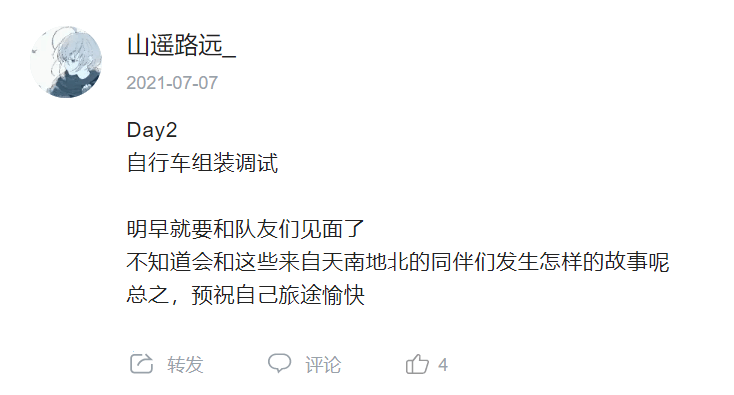 山遥路远_
2021-07-07
Day2
自行车组装调试
明早就要和队友们见面了
不知道会和这些来自天南地北的同伴们发生怎样的故事呢
总之，预祝自己旅途愉快
转发 评论 4